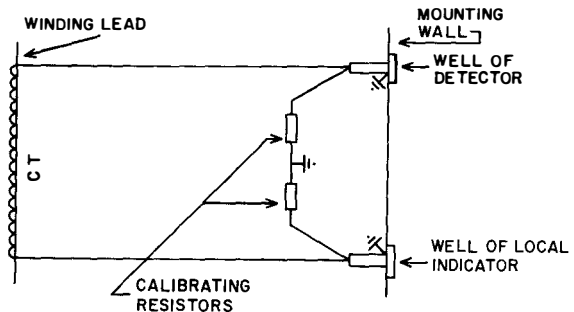 WINDING LEAD
MOUNTING
WALL
WELL OF
DETECTOR
CT
WELL OF LOCAL
INDICATOR
CALIBRATING
RESISTORS